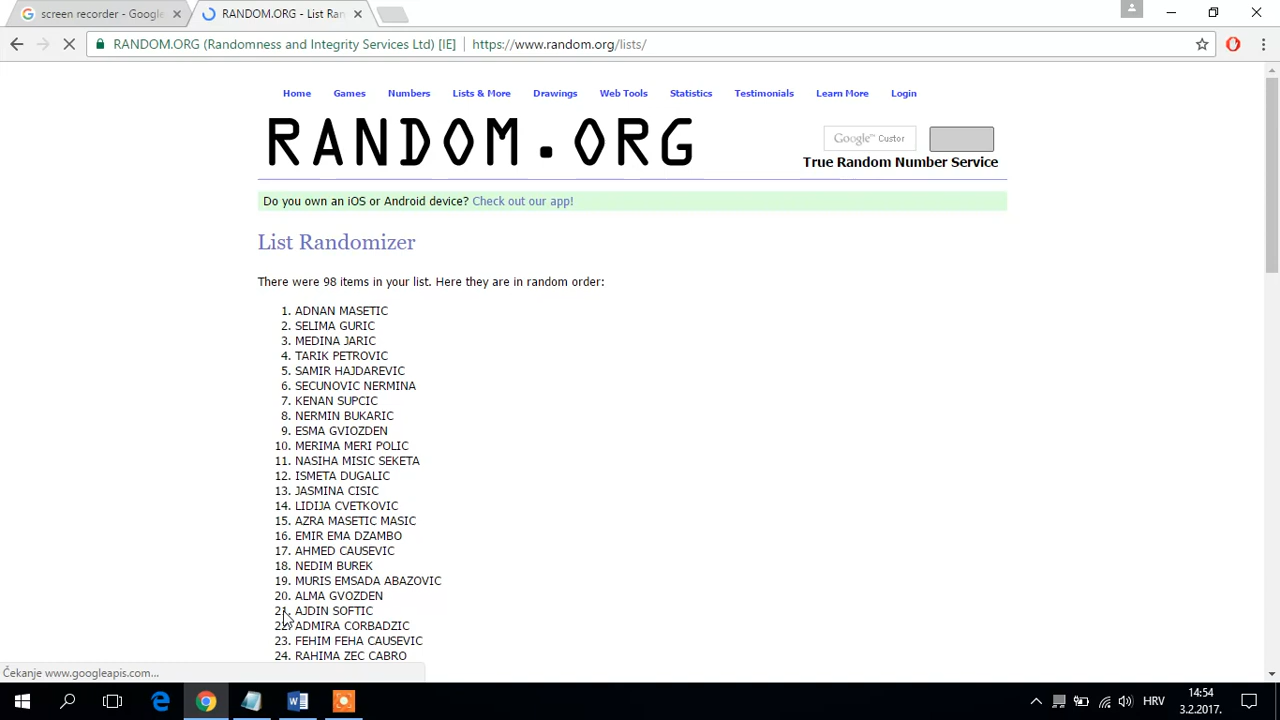 screen recorder - Google
RANDOM.ORG - List Ran
RANDOM.ORG (Randomness and Integrity Services Ltd) [IE] https://www.random.org/lists/
Home Games Numbers Lists & More Drawings Web Tools Statistics Testimonials Learn More Login
RANDOM.ORG
Google™ Custor
True Random Number Service
Do you own an iOS or Android device? Check out our app!
List Randomizer
There were 98 items in your list. Here they are in random order:
1. ADNAN MASETIC
2. SELIMA GURIC
3. MEDINA JARIC
4. TARIK PETROVIC
5. SAMIR HAJDAREVIC
6. SECUNOVIC NERMINA
7. KENAN SUPCIC
8. NERMIN BUKARIC
9. ESMA GVIOZDEN
10. MERIMA MERI POLIC
11. NASIHA MISIC SEKETA
12. ISMETA DUGALIC
13. JASMINA CISIC
14. LIDIJA CVETKOVIC
15. AZRA MASETIC MASIC
16. EMIR EMA DZAMBO
17. AHMED CAUSEVIC
18. NEDIM BUREK
19. MURIS EMSADA ABAZOVIC
20. ALMA GVOZDEN
21. AJDIN SOFTIC
22. ADMIRA CORBADZIC
23. FEHIM FEHA CAUSEVIC
24. RAHIMA ZEC CABRO
Čekanje www.googleapis.com...
HRV
14:54
3.2.2017.